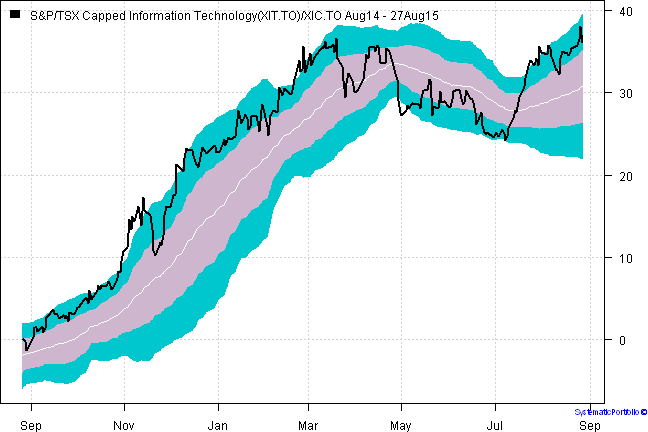 S&P/TSX Capped Information Technology(XIT.TO)/XIC.TO Aug14 - 27Aug15
40
30
20
10
0
SystematicPortfolio ©
Sep Nov Jan Mar May Jul Sep